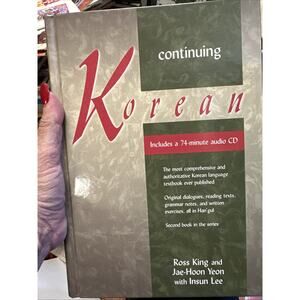 continuing
Korean
Includes a 74-minute audio CD
The most comprehensive and
authoritative Korean language
textbook ever published
Original dialogues, reading texts,
grammar notes, and written
exercises, all in Han'gul
Second book in the series
Ross King and
Jae-Hoon Yeon
with Insun Lee